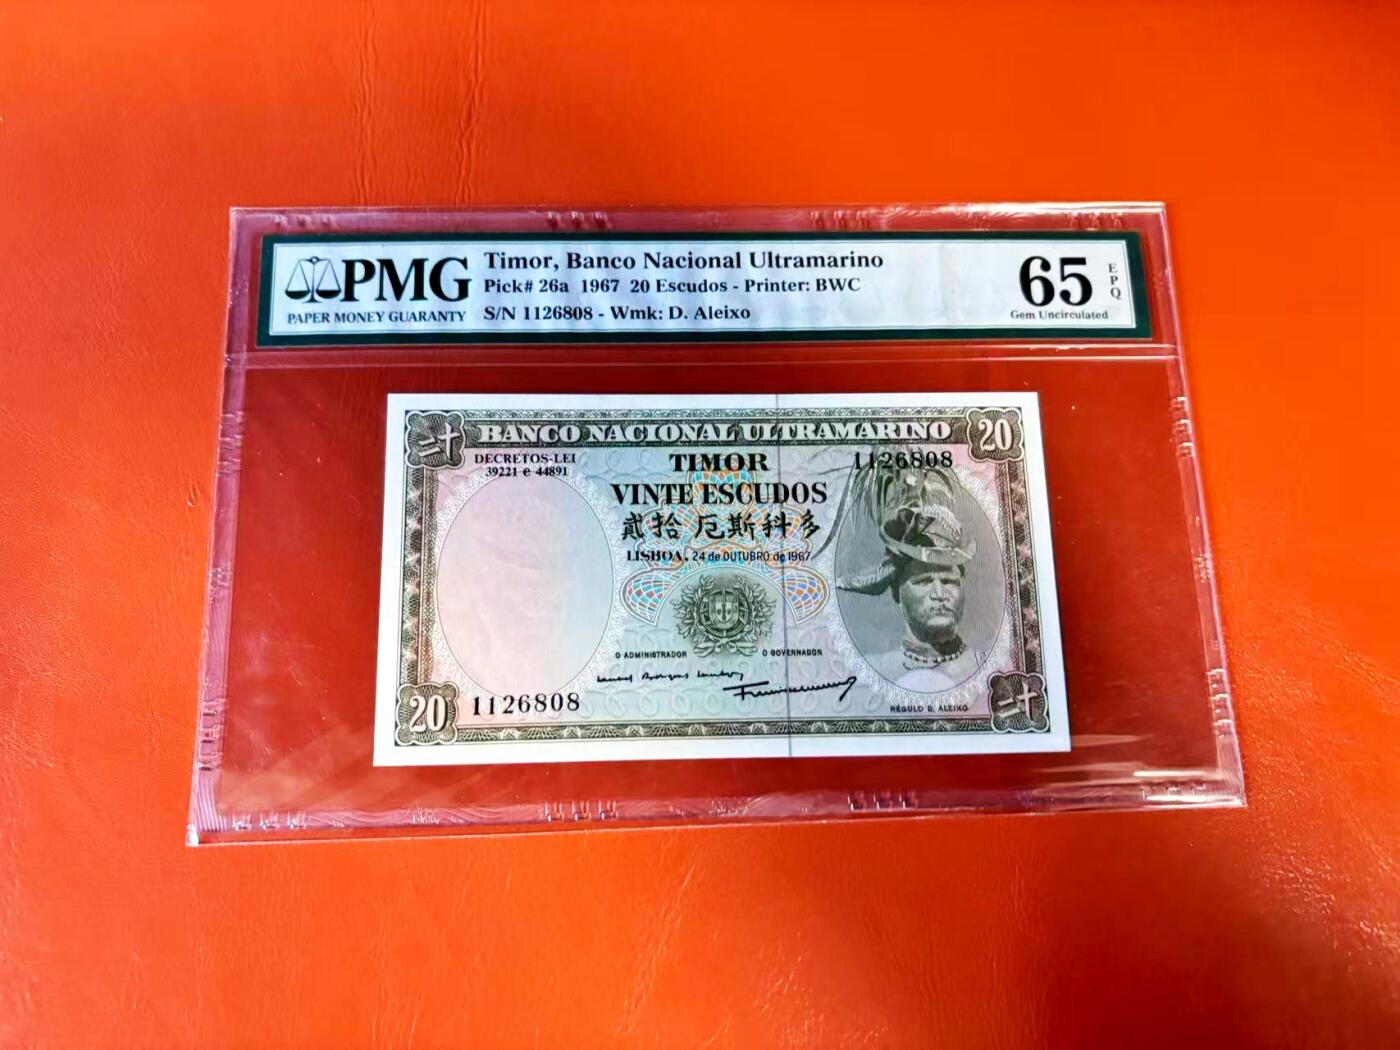 PMG
PAPER MONEY GUARANTY
Timor, Banco Nacional Ultramarino
Pick# 26a 1967 20 Escudos - Printer: BWC
S/N 1126808 - Wmk: D. Aleixo
65
EPQ
Gem Uncirculated
二十
BANCO NACIONAL ULTRAMARINO
20
DECRETOS-LEI
39221 e 44891
TIMOR
1126808
VINTE ESCUDOS
貳拾厄斯科多
LISBOA, 24 de OUTUBRO de 1967
O ADMINISTRADOR
O GOVERNADOR
20
1126808
RÉGULO D. ALEIXO
二十